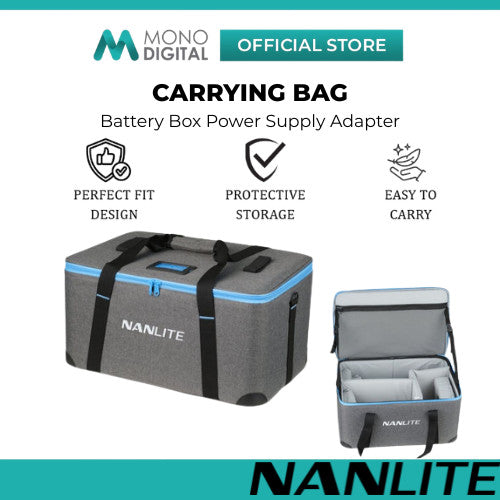 MONO
DIGITAL
OFFICIAL STORE
CARRYING BAG
Battery Box Power Supply Adapter
PERFECT FIT
DESIGN
PROTECTIVE
STORAGE
EASY TO
CARRY
NANLITE
NANLITE
NANLITE